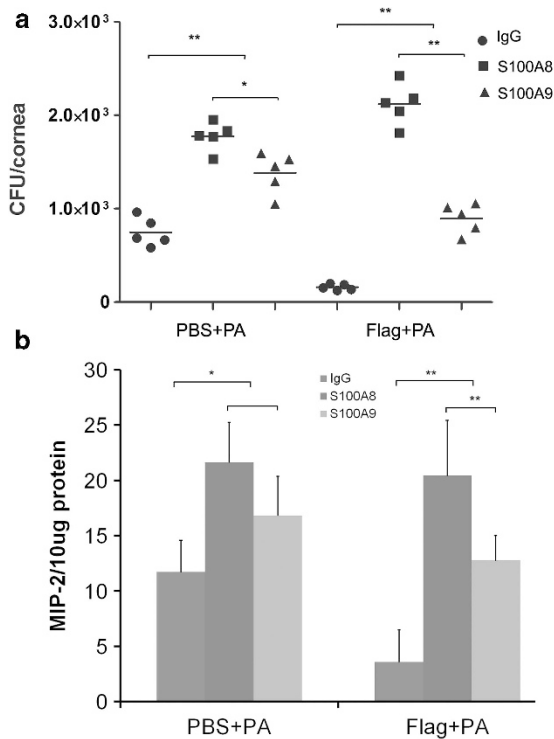 a
3.0×10³
2.0×10³
1.0×10³
0
CFU/cornea
**
*
**
**
IgG
S100A8
S100A9
PBS+PA
Flag+PA
b
30
25
20
15
10
5
0
MIP-2/10ug protein
*
**
**
IgG
S100A8
S100A9
PBS+PA
Flag+PA